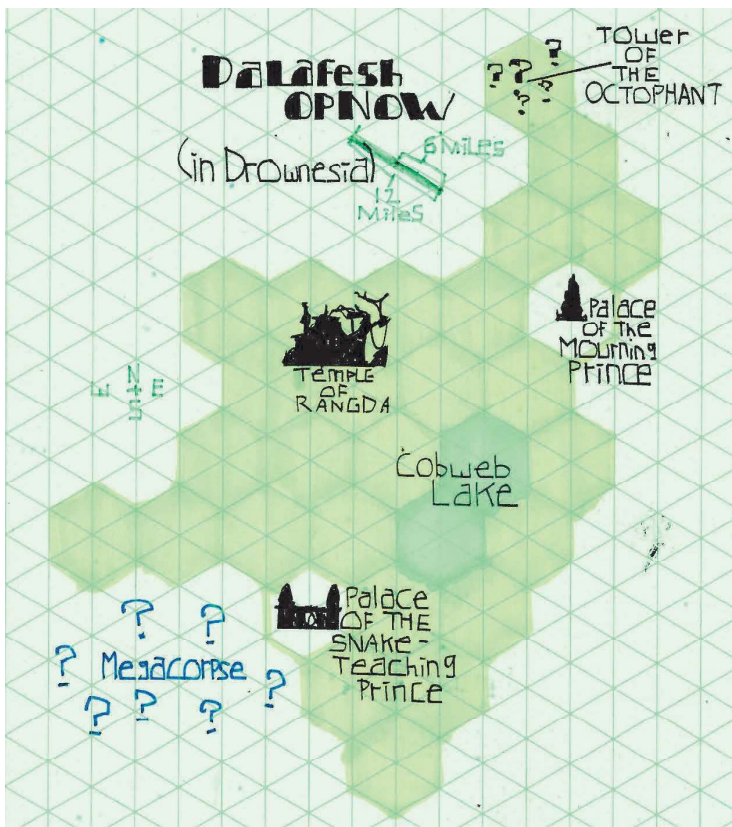 DaLafesh
OPNOW
(in Drownesia)
6 MiLES
12
MiLeS
? ? ? ? ? ?
Tower
OF
THE
OCTOPHANT
Palace
OF The
Mourning
Prince
TEMPLE
OF
RANGDA
N
W E
S
Cobweb
Lake
?
Palace
OF THE
SNAKE-
Teaching
Prince
? ?
? Megacorpse ?
? ? ?